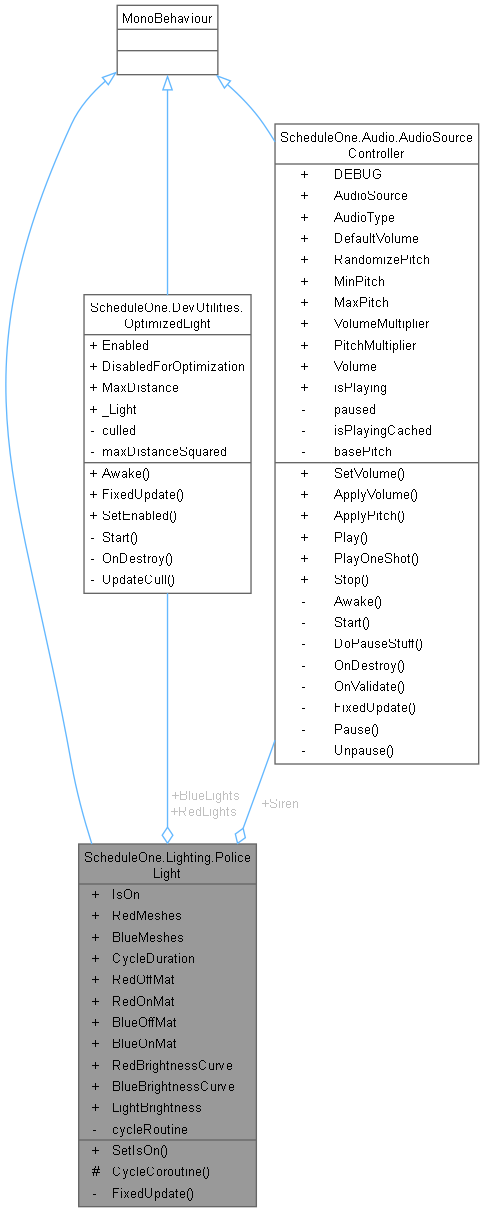 MonoBehaviour
ScheduleOne.Audio.AudioSource
Controller
+ DEBUG
+ AudioSource
+ AudioType
+ DefaultVolume
+ RandomizePitch
+ MinPitch
+ MaxPitch
+ VolumeMultiplier
+ PitchMultiplier
+ Volume
+ isPlaying
- paused
- isPlayingCached
- basePitch
+ SetVolume()
+ ApplyVolume()
+ ApplyPitch()
+ Play()
+ PlayOneShot()
+ Stop()
- Awake()
- Start()
- DoPauseStuff()
- OnDestroy()
- OnValidate()
- FixedUpdate()
- Pause()
- Unpause()
ScheduleOne.DevUtilities.
OptimizedLight
+ Enabled
+ DisabledForOptimization
+ MaxDistance
+ _Light
- culled
- maxDistanceSquared
+ Awake()
+ FixedUpdate()
+ SetEnabled()
- Start()
- OnDestroy()
- UpdateCull()
+BlueLights
+RedLights
+Siren
ScheduleOne.Lighting.Police
Light
+ IsOn
+ RedMeshes
+ BlueMeshes
+ CycleDuration
+ RedOffMat
+ RedOnMat
+ BlueOffMat
+ BlueOnMat
+ RedBrightnessCurve
+ BlueBrightnessCurve
+ LightBrightness
- cycleRoutine
+ SetIsOn()
# CycleCoroutine()
- FixedUpdate()